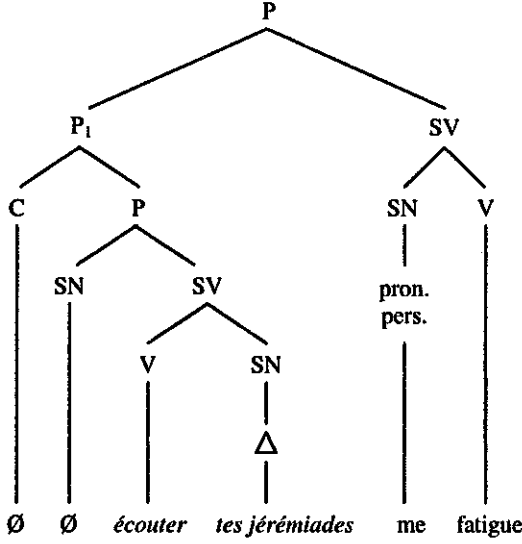 P
P₁ SV
C P SN V
SN SV pron.
pers.
V SN
Δ
Ø Ø écouter tes jérémiades me fatigue